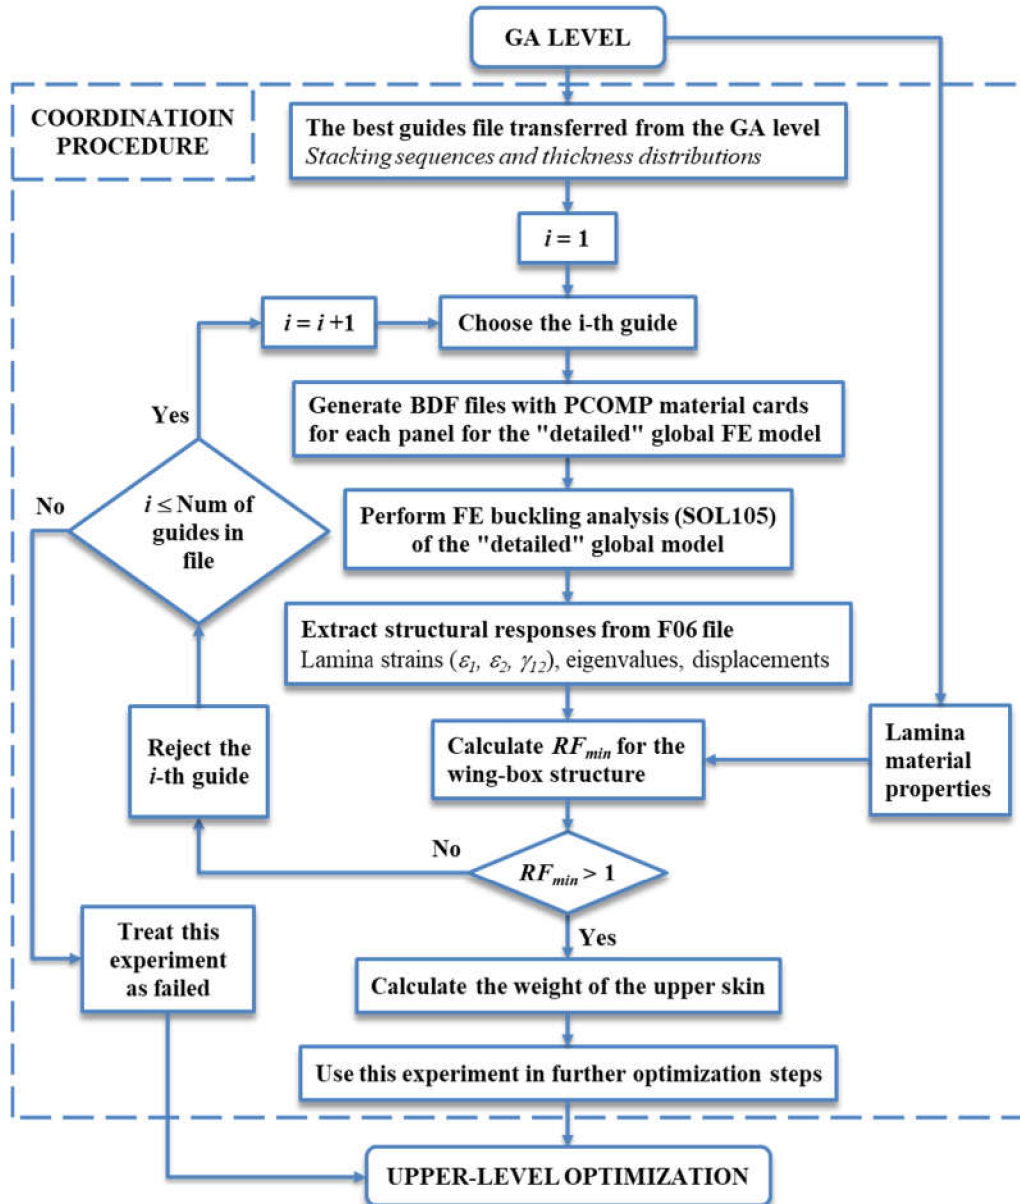 GA LEVEL
COORDINATIOIN
PROCEDURE
The best guides file transferred from the GA level
Stacking sequences and thickness distributions
i = 1
i = i +1
Choose the i-th guide
Yes
Generate BDF files with PCOMP material cards
for each panel for the "detailed" global FE model
No
i ≤ Num of
guides in
file
Perform FE buckling analysis (SOL105)
of the "detailed" global model
Extract structural responses from F06 file
Lamina strains (ε1, ε2, γ12), eigenvalues, displacements
Reject the
i-th guide
Calculate RFmin for the
wing-box structure
Lamina
material
properties
No
RFmin > 1
Yes
Treat this
experiment
as failed
Calculate the weight of the upper skin
Use this experiment in further optimization steps
UPPER-LEVEL OPTIMIZATION